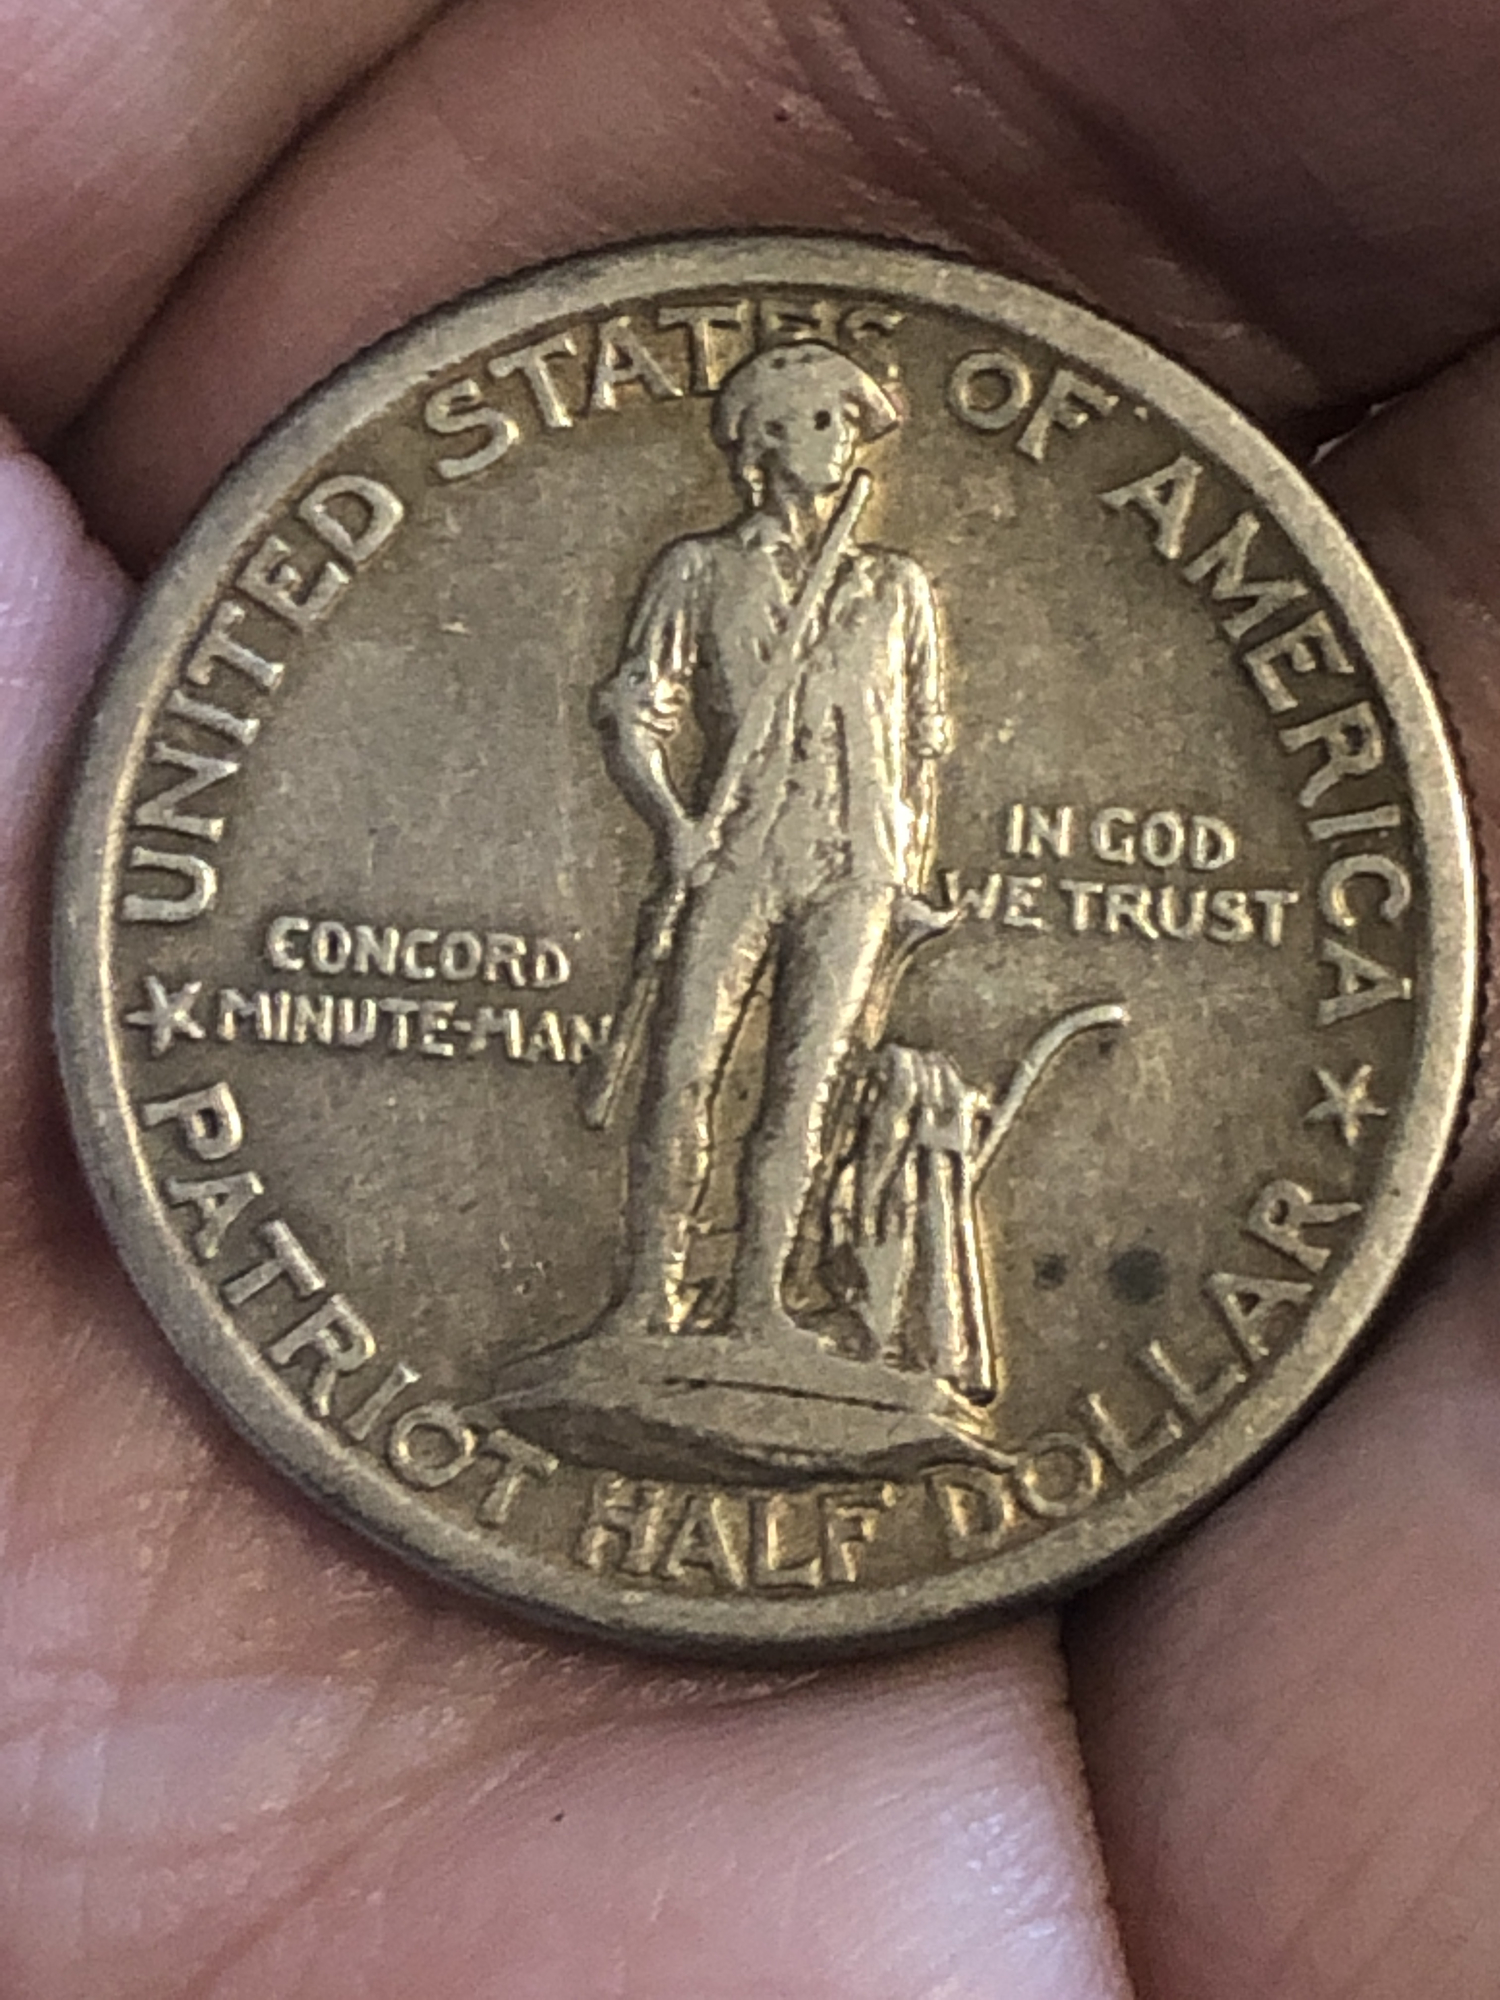 UNITED STATES OF AMERICA
CONCORD
MINUTE-MAN
IN GOD
WE TRUST
PATRIOT HALF DOLLAR